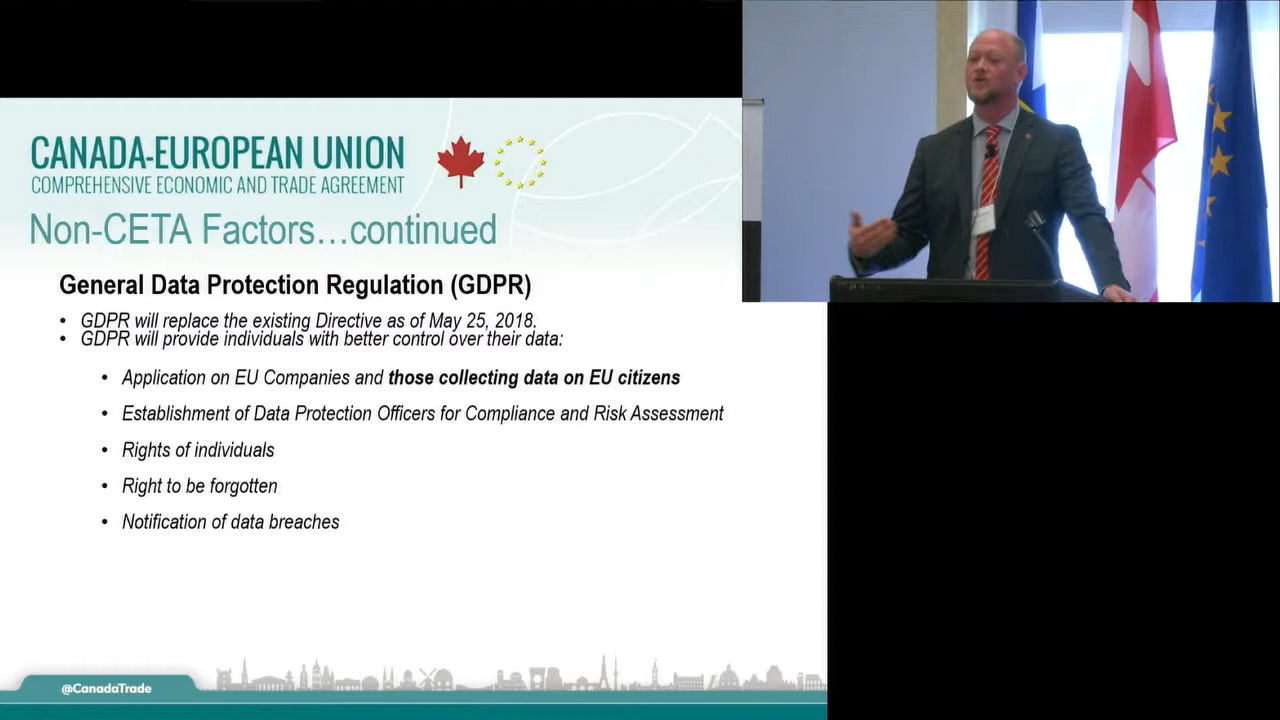 CANADA-EUROPEAN UNION
COMPREHENSIVE ECONOMIC AND TRADE AGREEMENT
Non-CETA Factors…continued
General Data Protection Regulation (GDPR)
• GDPR will replace the existing Directive as of May 25, 2018.
• GDPR will provide individuals with better control over their data:
• Application on EU Companies and those collecting data on EU citizens
• Establishment of Data Protection Officers for Compliance and Risk Assessment
• Rights of individuals
• Right to be forgotten
• Notification of data breaches
@CanadaTrade